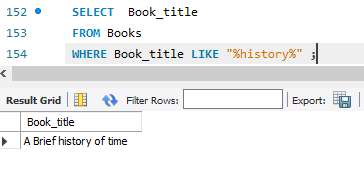 152 SELECT Book_title
153 FROM Books
154 WHERE Book_title LIKE "%history%" ;
Result Grid Filter Rows: Export:
Book_title
A Brief history of time